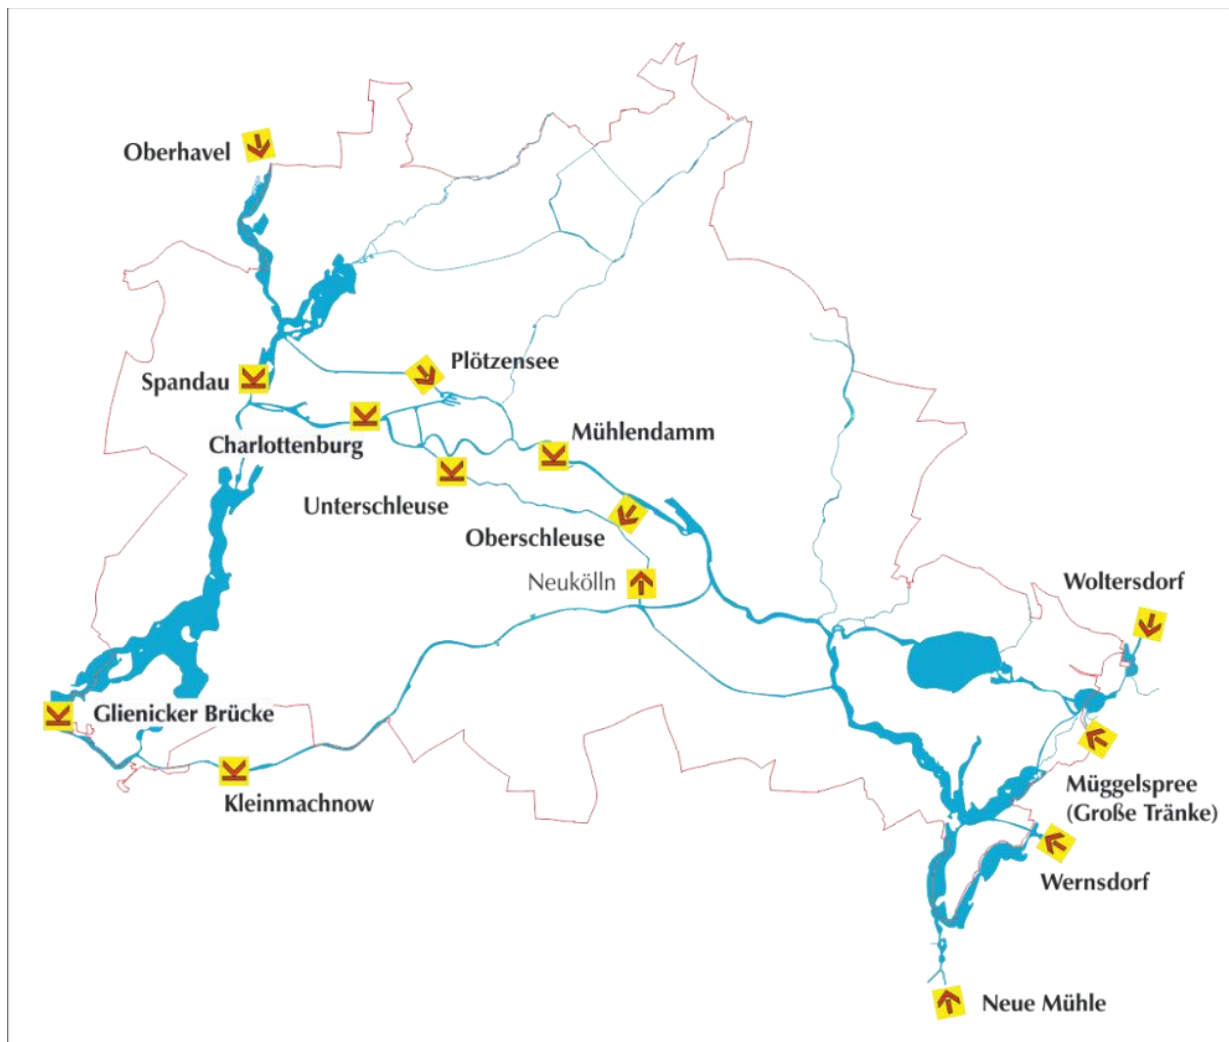 Oberhavel
Plötzensee
Spandau
Mühlendamm
Charlottenburg
Unterschleuse
Oberschleuse
Neukölln
Woltersdorf
Glienicker Brücke
Kleinmachnow
Müggelspree
(Große Tränke)
Wernsdorf
Neue Mühle